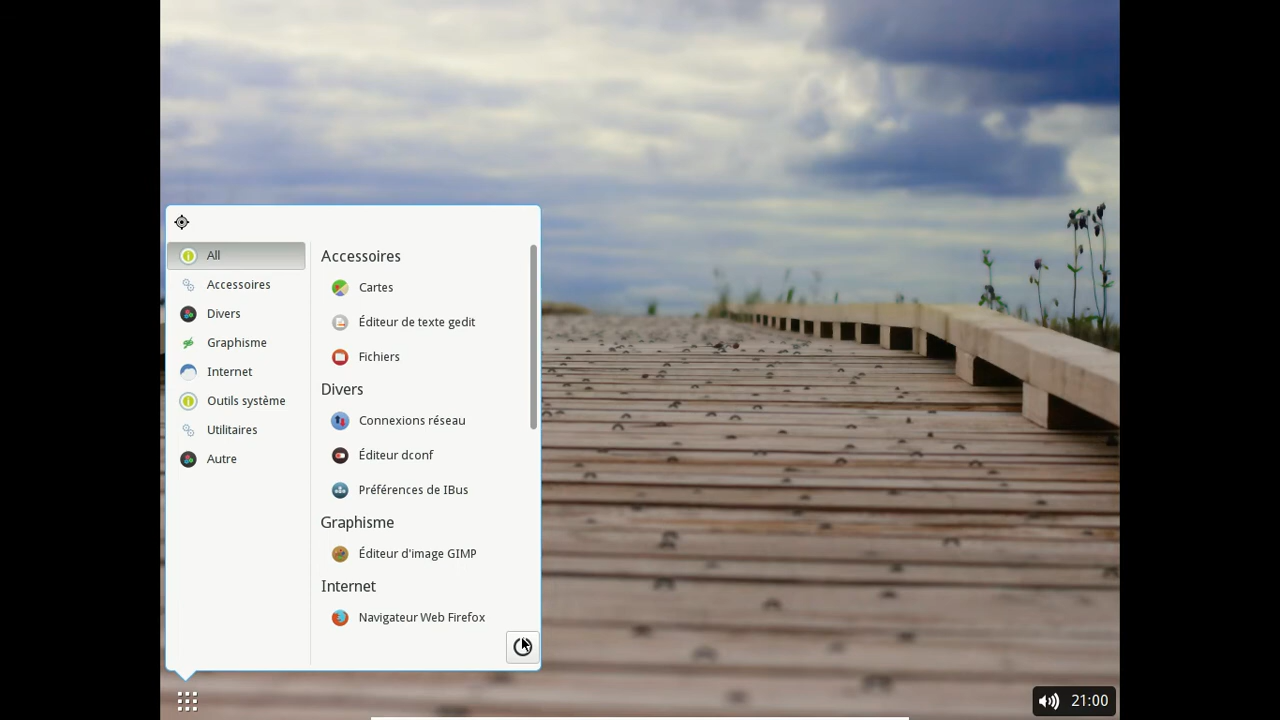 All
Accessoires
Divers
Graphisme
Internet
Outils système
Utilitaires
Autre
Accessoires
Cartes
Éditeur de texte gedit
Fichiers
Divers
Connexions réseau
Éditeur dconf
Préférences de IBus
Graphisme
Éditeur d'image GIMP
Internet
Navigateur Web Firefox
21:00